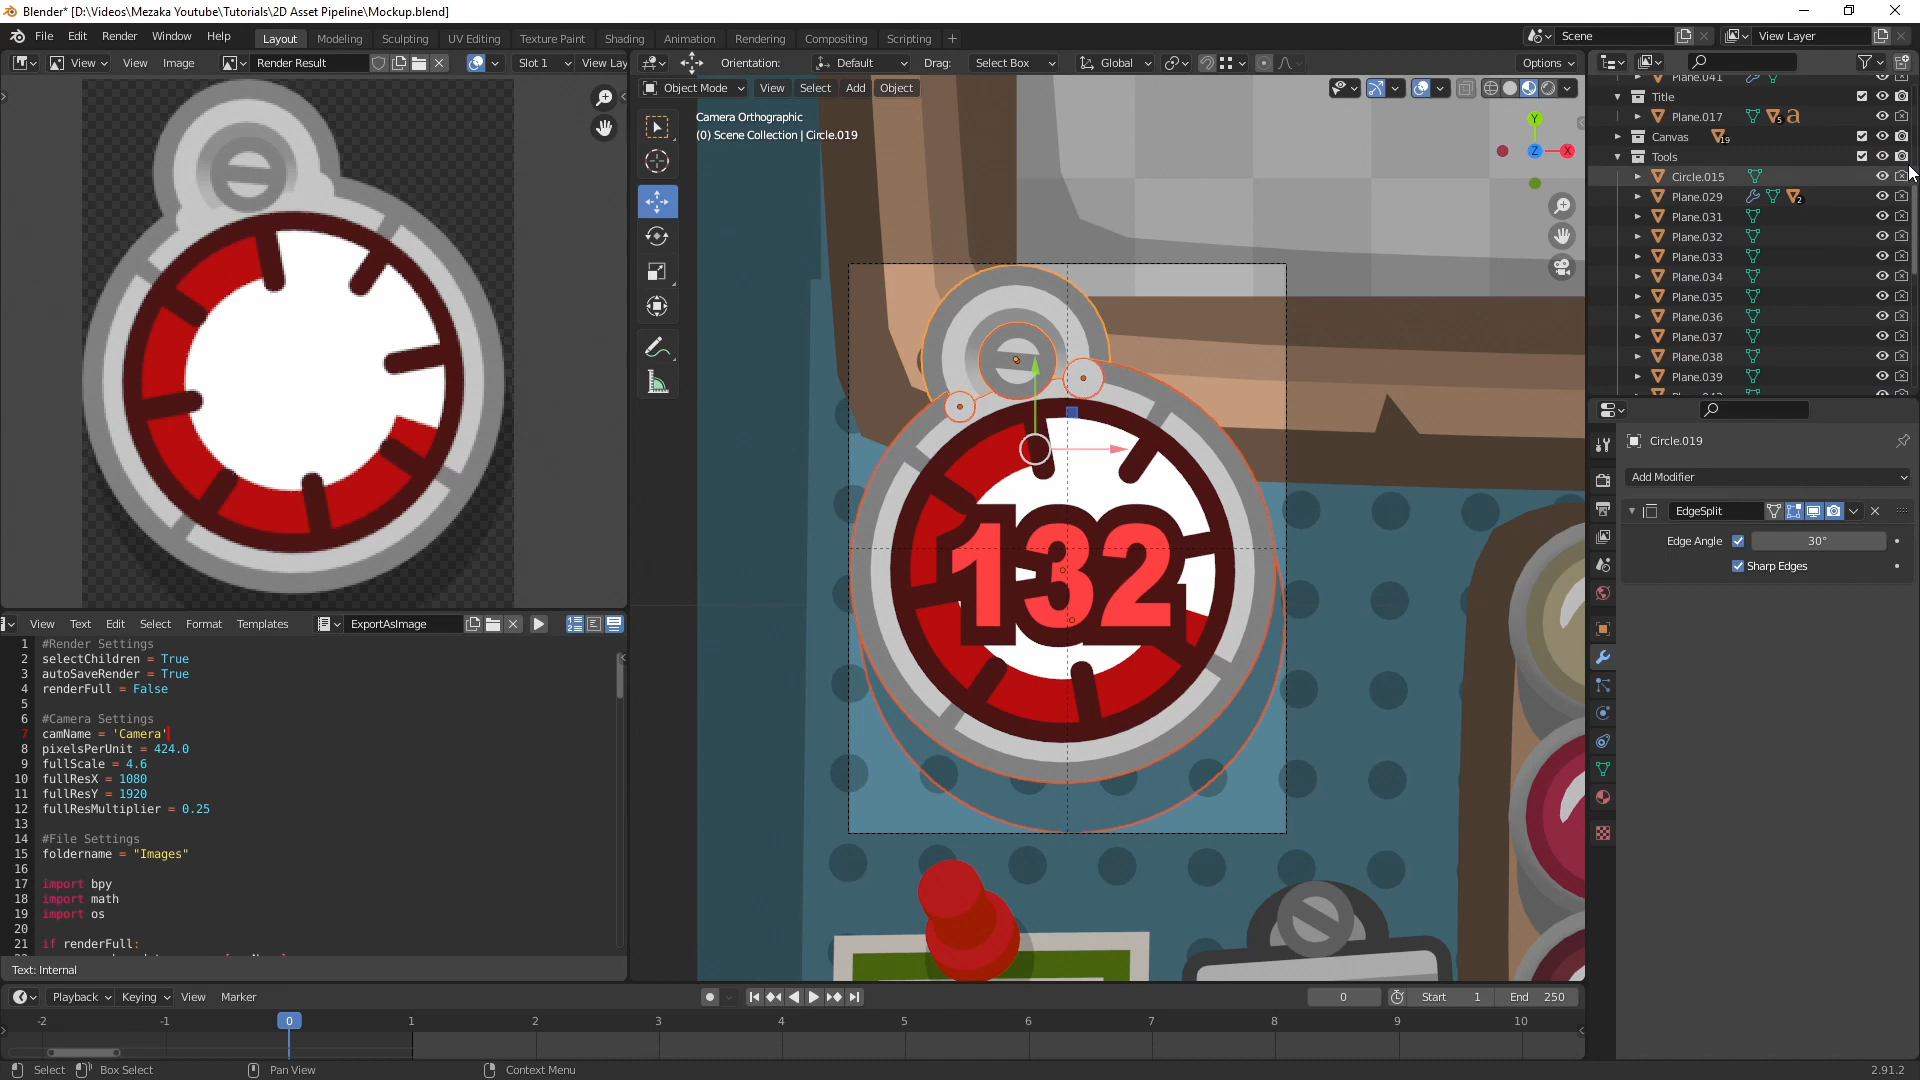 Blender* [D:\Videos\Mezaka Youtube\Tutorials\2D Asset Pipeline\Mockup.blend]
File Edit Render Window Help Layout Modeling Sculpting UV Editing Texture Paint Shading Animation Rendering Compositing Scripting + Scene View Layer
View View Image Render Result Slot 1 View Lay
Orientation: Default Drag: Select Box Global Options
Object Mode View Select Add Object
Camera Orthographic
(0) Scene Collection | Circle.019
Y
Z X
132
Plane.041
Title
Plane.017 5
Canvas 19
Tools
Circle.015
Plane.029 2
Plane.031
Plane.032
Plane.033
Plane.034
Plane.035
Plane.036
Plane.037
Plane.038
Plane.039
Circle.019
Add Modifier
EdgeSplit
Edge Angle 30°
Sharp Edges
View Text Edit Select Format Templates ExportAsImage
1 #Render Settings
2 selectChildren = True
3 autoSaveRender = True
4 renderFull = False
5
6 #Camera Settings
7 camName = 'Camera'
8 pixelsPerUnit = 424.0
9 fullScale = 4.6
10 fullResX = 1080
11 fullResY = 1920
12 fullResMultiplier = 0.25
13
14 #File Settings
15 foldername = "Images"
16
17 import bpy
18 import math
19 import os
20
21 if renderFull:
Text: Internal
Playback Keying View Marker 0 Start 1 End 250
-2 -1 0 1 2 3 4 5 6 7 8 9 10
Select Box Select Pan View Context Menu 2.91.2